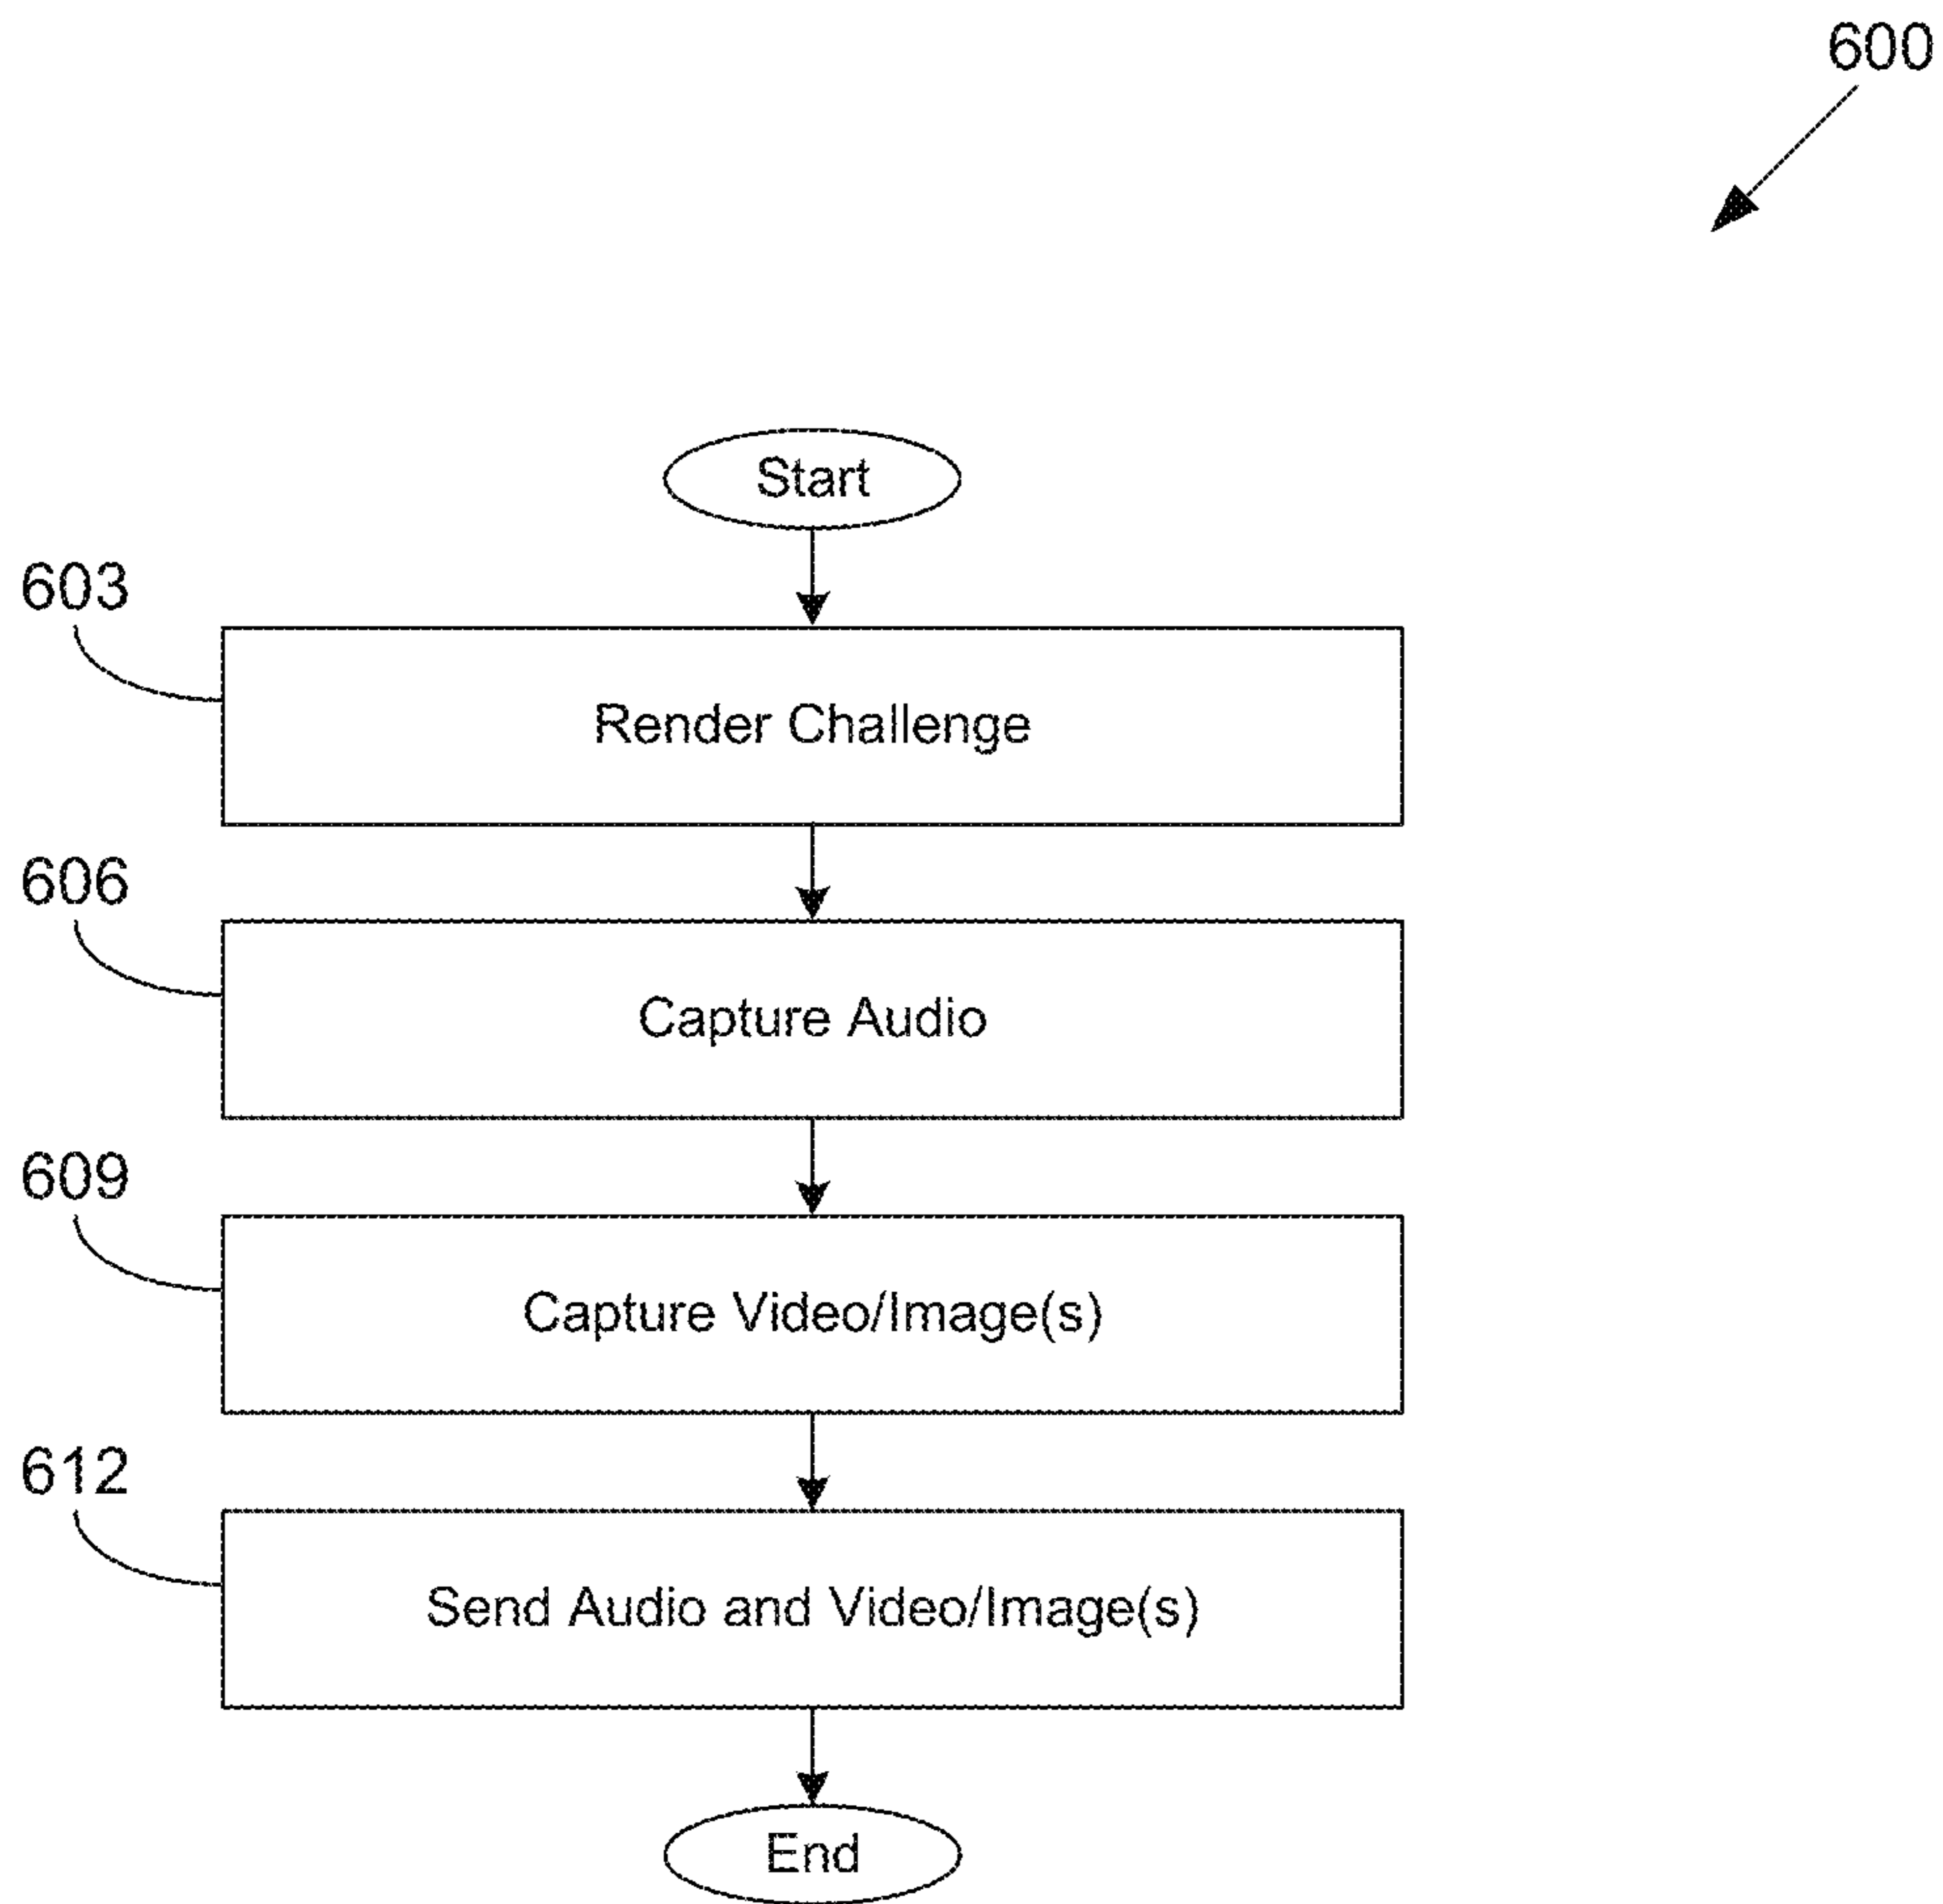 600
Start
603
Render Challenge
606
Capture Audio
609
Capture Video/Image(s)
612
Send Audio and Video/Image(s)
End